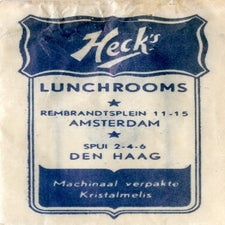 Heck's
LUNCHROOMS
REMBRANDTSPLEIN 11-15
AMSTERDAM
SPUI 2-4-6
DEN HAAG
Machinaal verpakte
Kristalmelis